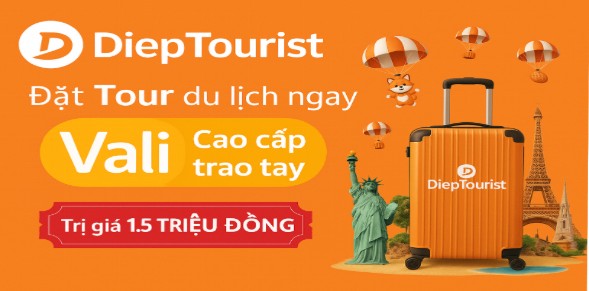 DiepTourist
Đặt Tour du lịch ngay
Vali
Cao cấp
trao tay
Trị giá 1.5 TRIỆU ĐỒNG
DiepTourist